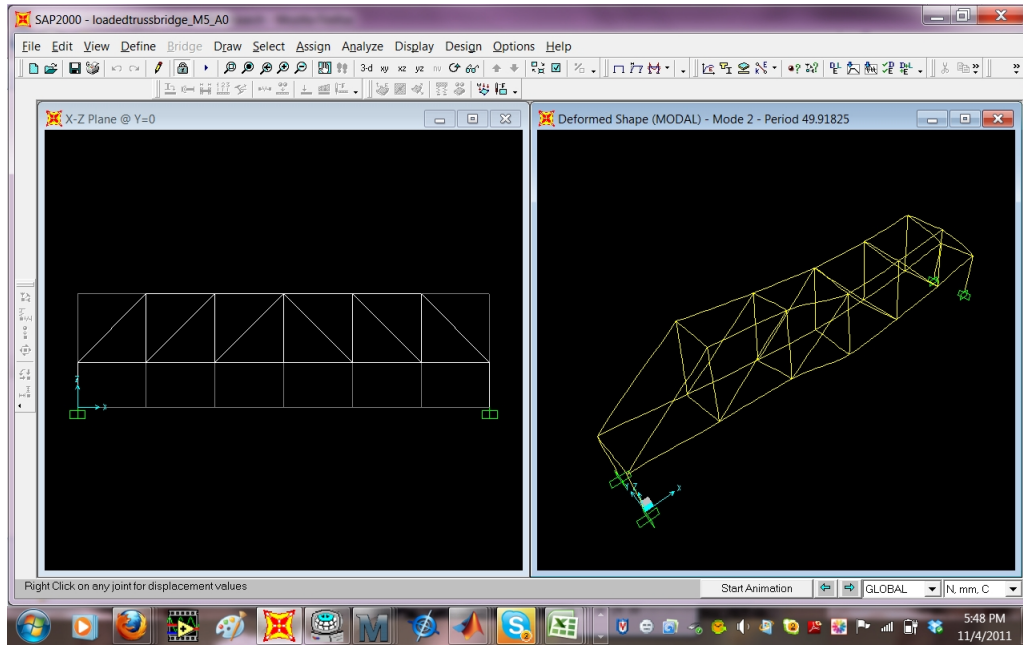 SAP2000 - loadedtrussbridge_M5_A0
File Edit View Define Bridge Draw Select Assign Analyze Display Design Options Help
3-d xy xz yz nv
X-Z Plane @ Y=0
Deformed Shape (MODAL) - Mode 2 - Period 49.91825
Z
X
X
Z
Right Click on any joint for displacement values
Start Animation
GLOBAL
N, mm, C
5:48 PM
11/4/2011